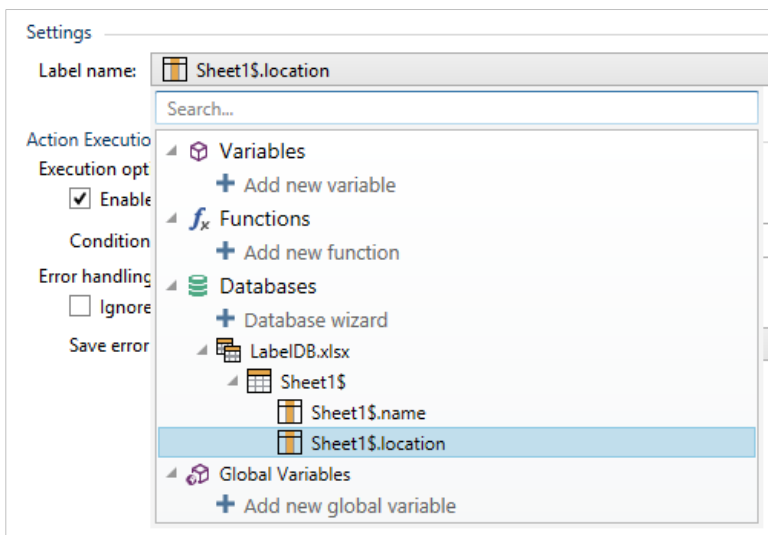 Settings
Label name: Sheet1$.location
Search...
Action Executio
Variables
Execution opt
Add new variable
Enable
Functions
Condition
Add new function
Error handling
Databases
Ignore
Database wizard
Save error
LabelDB.xlsx
Sheet1$
Sheet1$.name
Sheet1$.location
Global Variables
Add new global variable